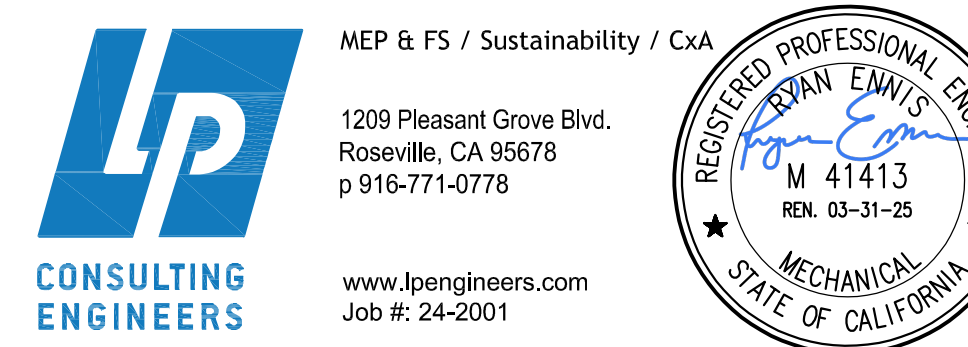 LP
CONSULTING
ENGINEERS
MEP & FS / Sustainability / CxA
1209 Pleasant Grove Blvd.
Roseville, CA 95678
p 916-771-0778
www.lpengineers.com
Job #: 24-2001
REGISTERED PROFESSIONAL
RYAN ENNIS
M 41413
REN. 03-31-25
MECHANICAL
STATE OF CALIFORNIA